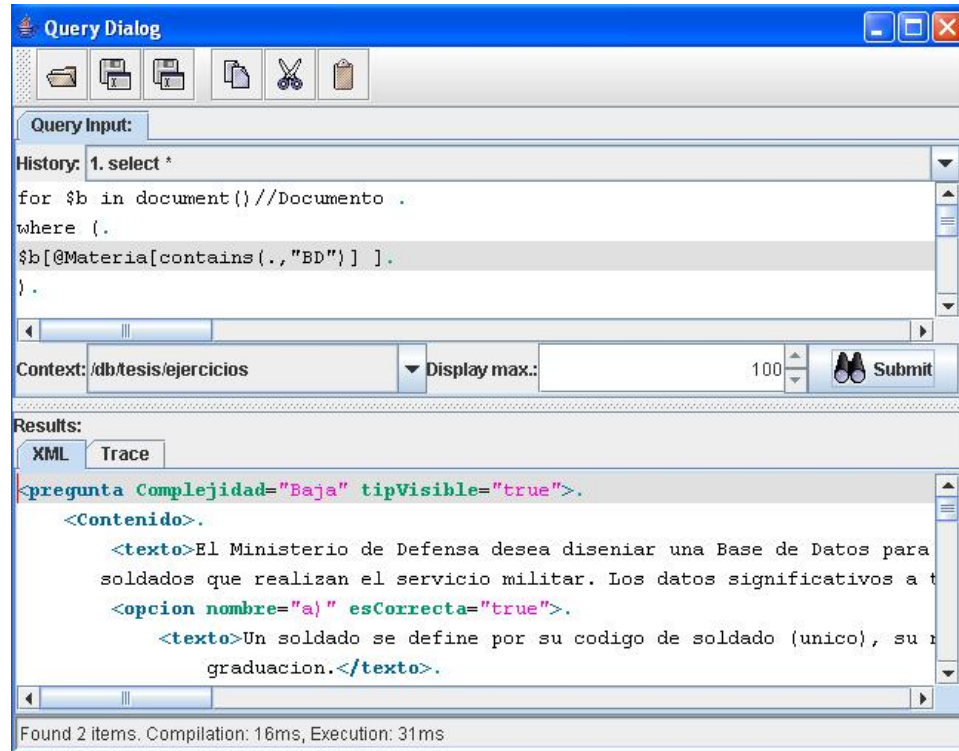 Query Dialog
Query Input:
History: 1. select *
for $b in document()//Documento .
where (.
$b[@Materia[contains(.,"BD")] ].
) .
Context: /db/tesis/ejercicios Display max.: 100 Submit
Results:
XML Trace
<pregunta Complejidad="Baja" tipVisible="true">.
<Contenido>.
<texto>El Ministerio de Defensa desea diseniar una Base de Datos para
soldados que realizan el servicio militar. Los datos significativos a
<opcion nombre="a)" esCorrecta="true">.
<texto>Un soldado se define por su codigo de soldado (unico), su
graduacion.</texto>.
Found 2 items. Compilation: 16ms, Execution: 31ms